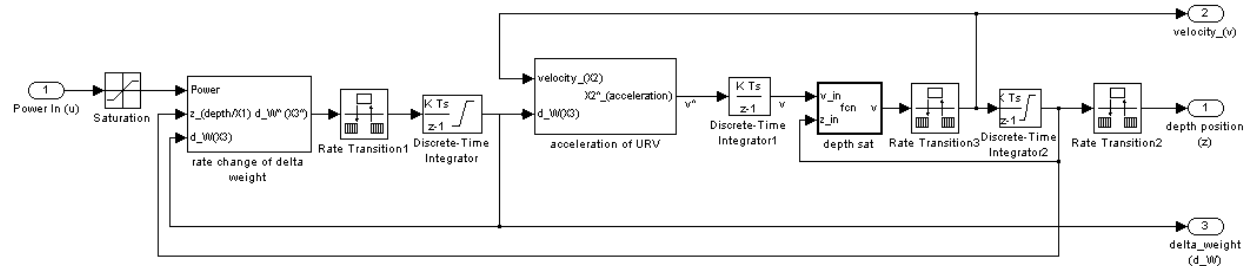 2
velocity_(v)
1
Power In (u)
Saturation
Power
z_(depth/X1) d_W^ (X3^)
d_W(X3)
rate change of delta
weight
Rate Transition1
K Ts
z-1
Discrete-Time
Integrator
velocity_(X2)
X2^_(acceleration)
d_W(X3)
acceleration of URV
v^
K Ts
z-1
Discrete-Time
Integrator1
v
v_in
fcn
v
z_in
depth sat
Rate Transition3
K Ts
z-1
Discrete-Time
Integrator2
Rate Transition2
1
depth position
(z)
3
delta_weight
(d_W)